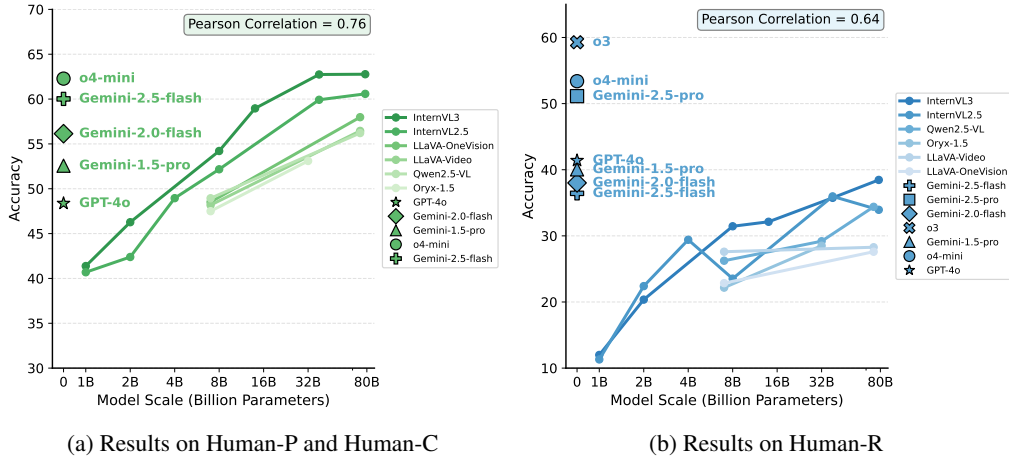 Pearson Correlation = 0.76
70
65
60
55
50
45
40
35
30
Accuracy
o4-mini
Gemini-2.5-flash
Gemini-2.0-flash
Gemini-1.5-pro
GPT-4o
0 1B 2B 4B 8B 16B 32B 80B
Model Scale (Billion Parameters)
InternVL3
InternVL2.5
LLaVA-OneVision
LLaVA-Video
Qwen2.5-VL
Oryx-1.5
GPT-4o
Gemini-2.0-flash
Gemini-1.5-pro
o4-mini
Gemini-2.5-flash
(a) Results on Human-P and Human-C
Pearson Correlation = 0.64
60
50
40
30
20
10
Accuracy
o3
o4-mini
Gemini-2.5-pro
GPT-4o
Gemini-1.5-pro
Gemini-2.0-flash
Gemini-2.5-flash
0 1B 2B 4B 8B 16B 32B 80B
Model Scale (Billion Parameters)
InternVL3
InternVL2.5
Qwen2.5-VL
Oryx-1.5
LLaVA-Video
LLaVA-OneVision
Gemini-2.5-flash
Gemini-2.5-pro
Gemini-2.0-flash
o3
Gemini-1.5-pro
o4-mini
GPT-4o
(b) Results on Human-R